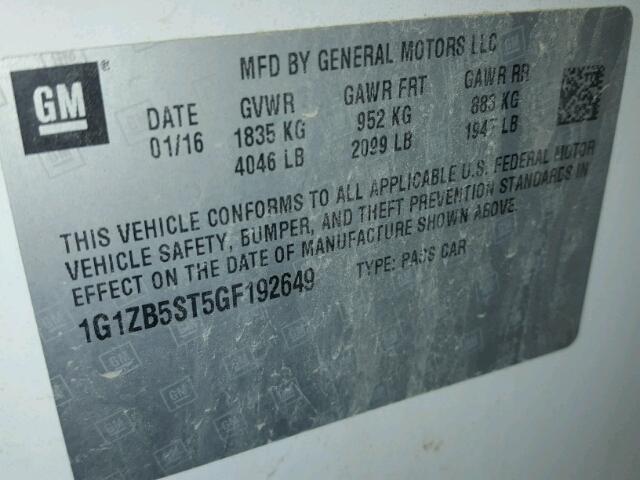 GM ®
MFD BY GENERAL MOTORS LLC
DATE GVWR GAWR FRT GAWR RR
01/16 1835 KG 952 KG 883 KG
4046 LB 2099 LB 1947 LB
THIS VEHICLE CONFORMS TO ALL APPLICABLE U.S. FEDERAL MOTOR
VEHICLE SAFETY, BUMPER, AND THEFT PREVENTION STANDARDS IN
EFFECT ON THE DATE OF MANUFACTURE SHOWN ABOVE.
1G1ZB5ST5GF192649 TYPE: PASS CAR